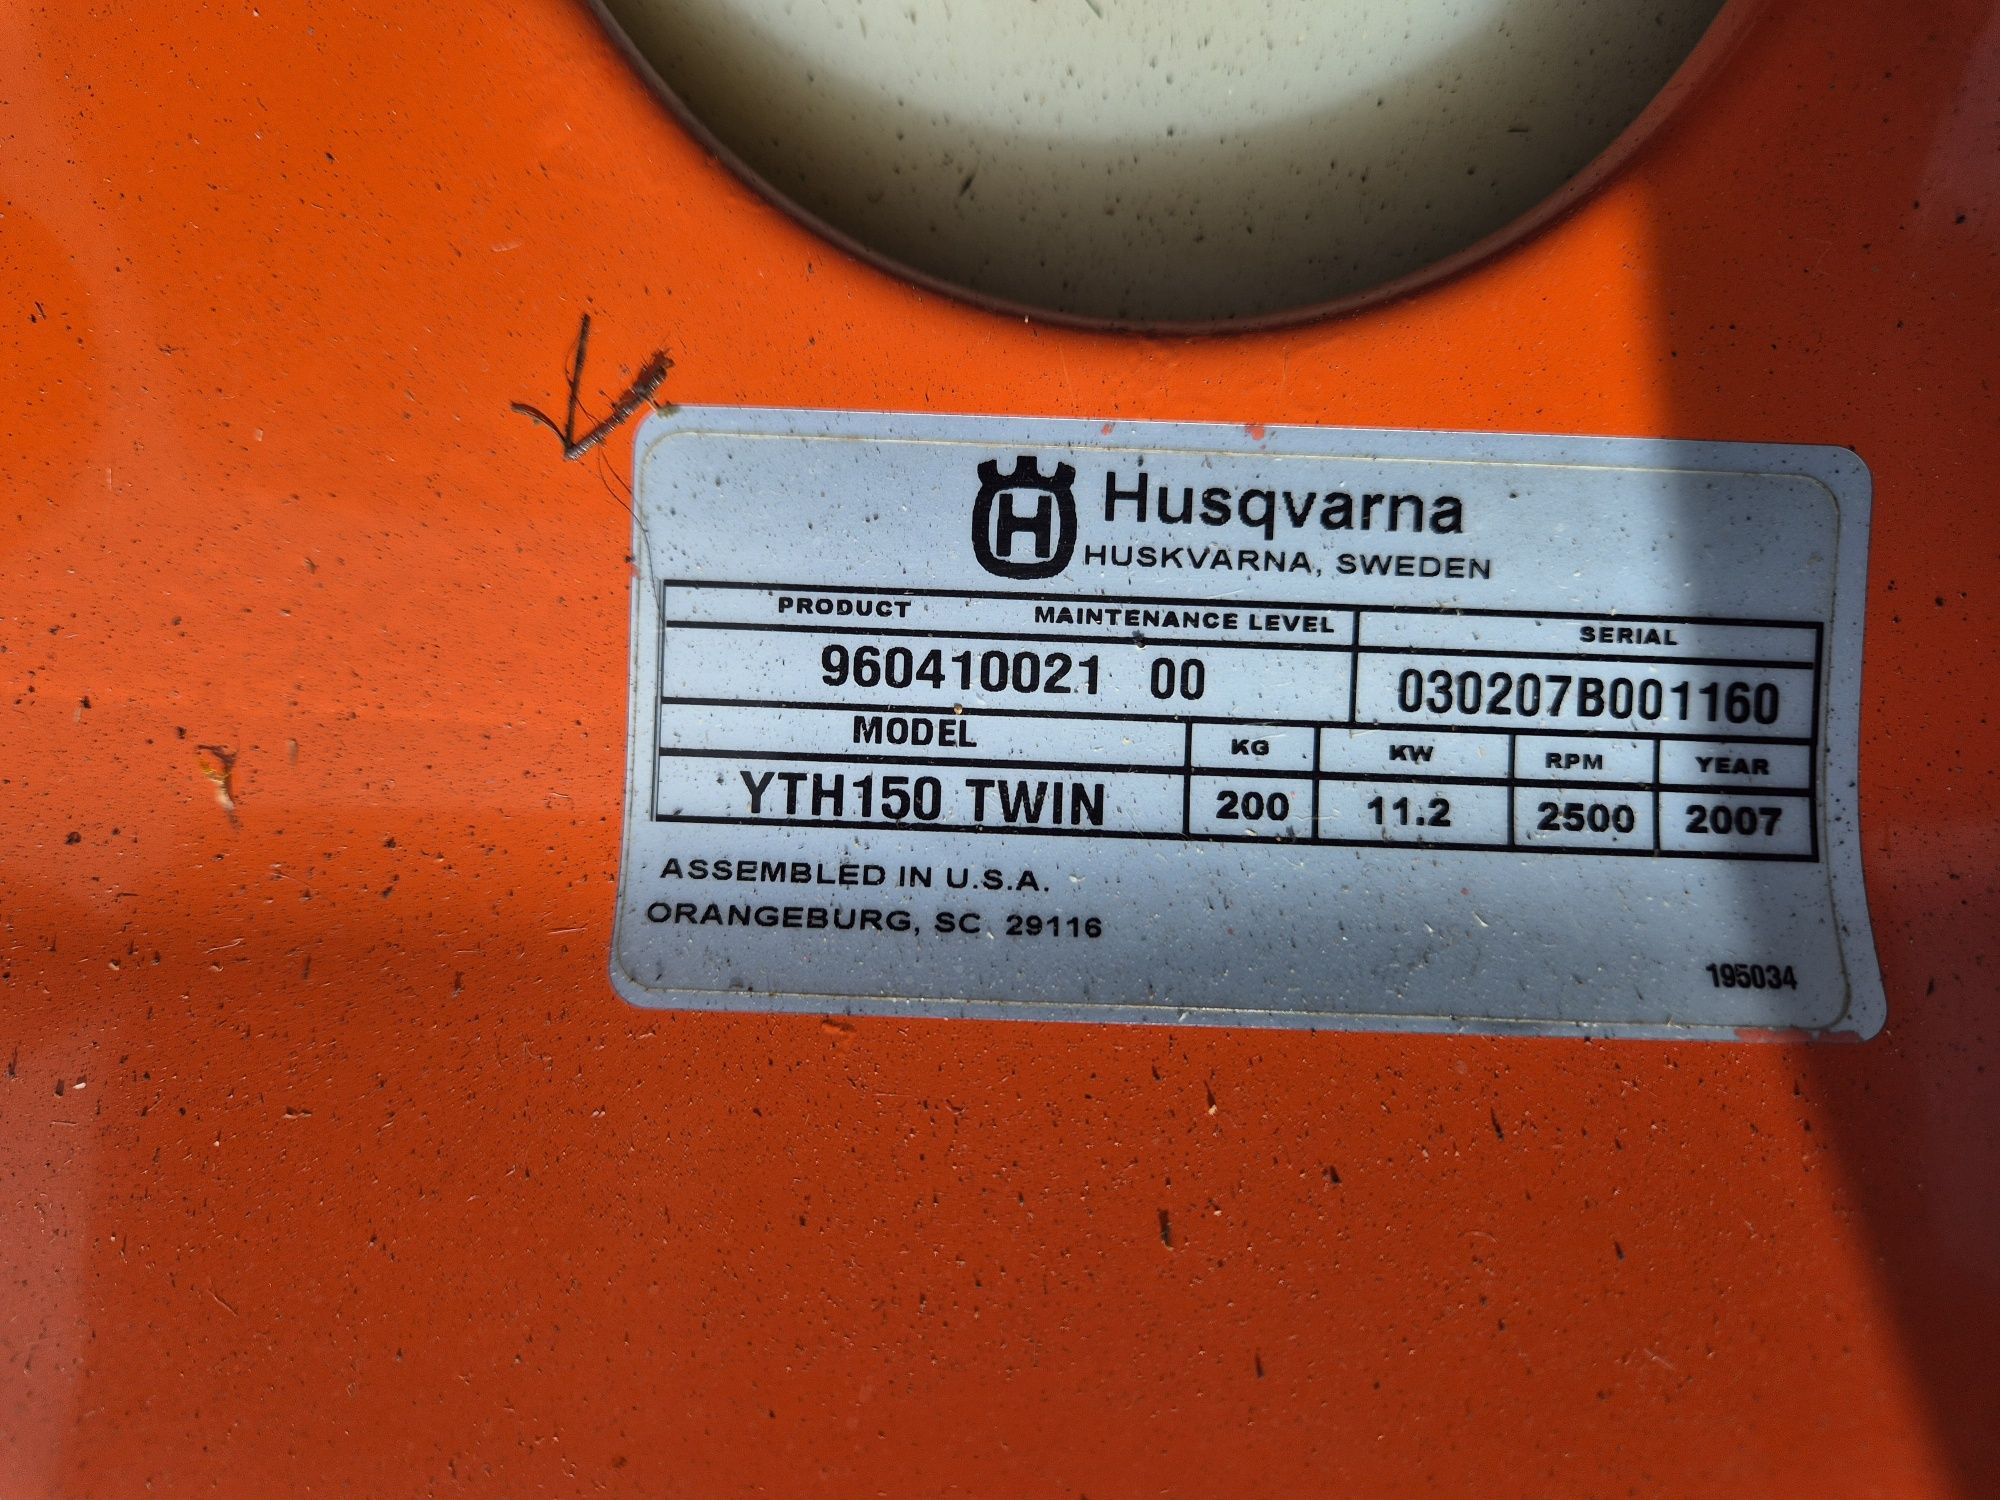 H Husqvarna
HUSKVARNA, SWEDEN
PRODUCT MAINTENANCE LEVEL SERIAL
960410021 00 030207B001160
MODEL KG KW RPM YEAR
YTH150 TWIN 200 11.2 2500 2007
ASSEMBLED IN U.S.A.
ORANGEBURG, SC 29116
195034